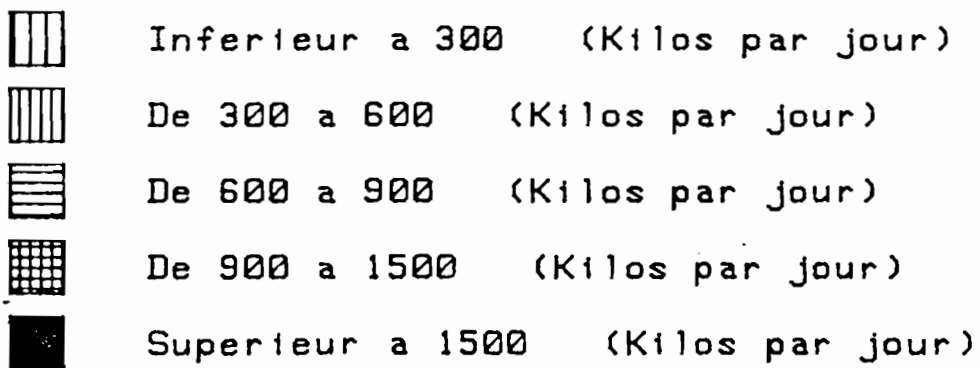 Inferieur a 300 (Kilos par jour)
De 300 a 600 (Kilos par jour)
De 600 a 900 (Kilos par jour)
De 900 a 1500 (Kilos par jour)
Superieur a 1500 (Kilos par jour)